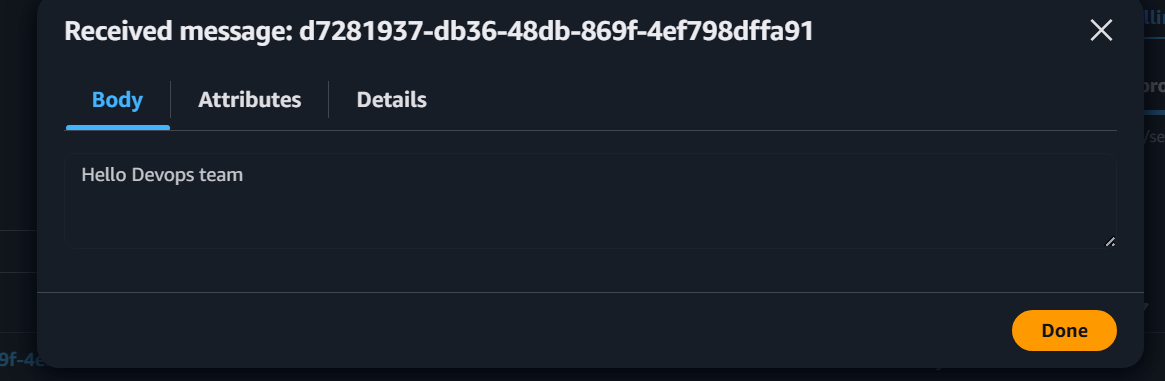 Received message: d7281937-db36-48db-869f-4ef798dffa91
Body
Attributes
Details
Hello Devops team
Done